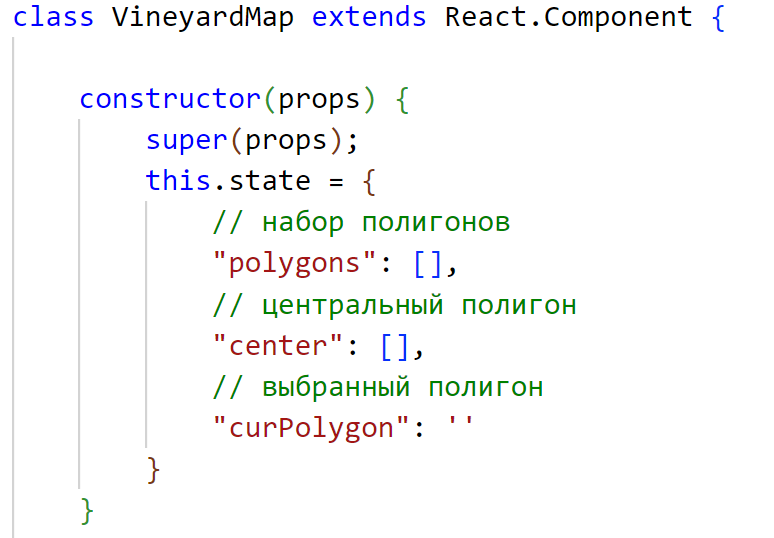 class VineyardMap extends React.Component {
constructor(props) {
super(props);
this.state = {
// набор полигонов
"polygons": [],
// центральный полигон
"center": [],
// выбранный полигон
"curPolygon": ''
}
}